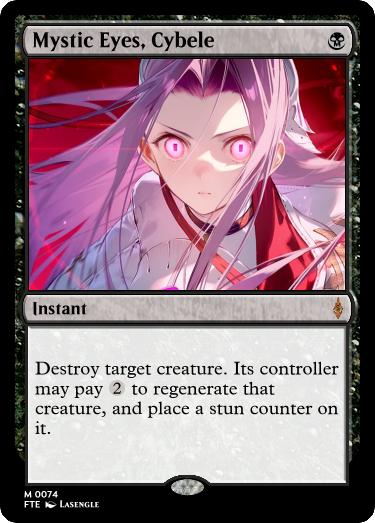 Mystic Eyes, Cybele
Instant
Destroy target creature. Its controller
may pay 2 to regenerate that
creature, and place a stun counter on
it.
M 0074
FTE Lasengle